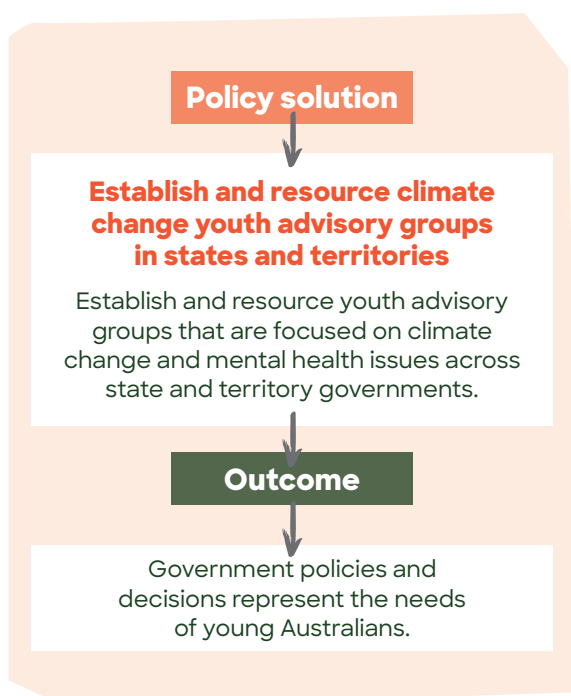 Policy solution
Establish and resource climate
change youth advisory groups
in states and territories
Establish and resource youth advisory
groups that are focused on climate
change and mental health issues across
state and territory governments.
Outcome
Government policies and
decisions represent the needs
of young Australians.